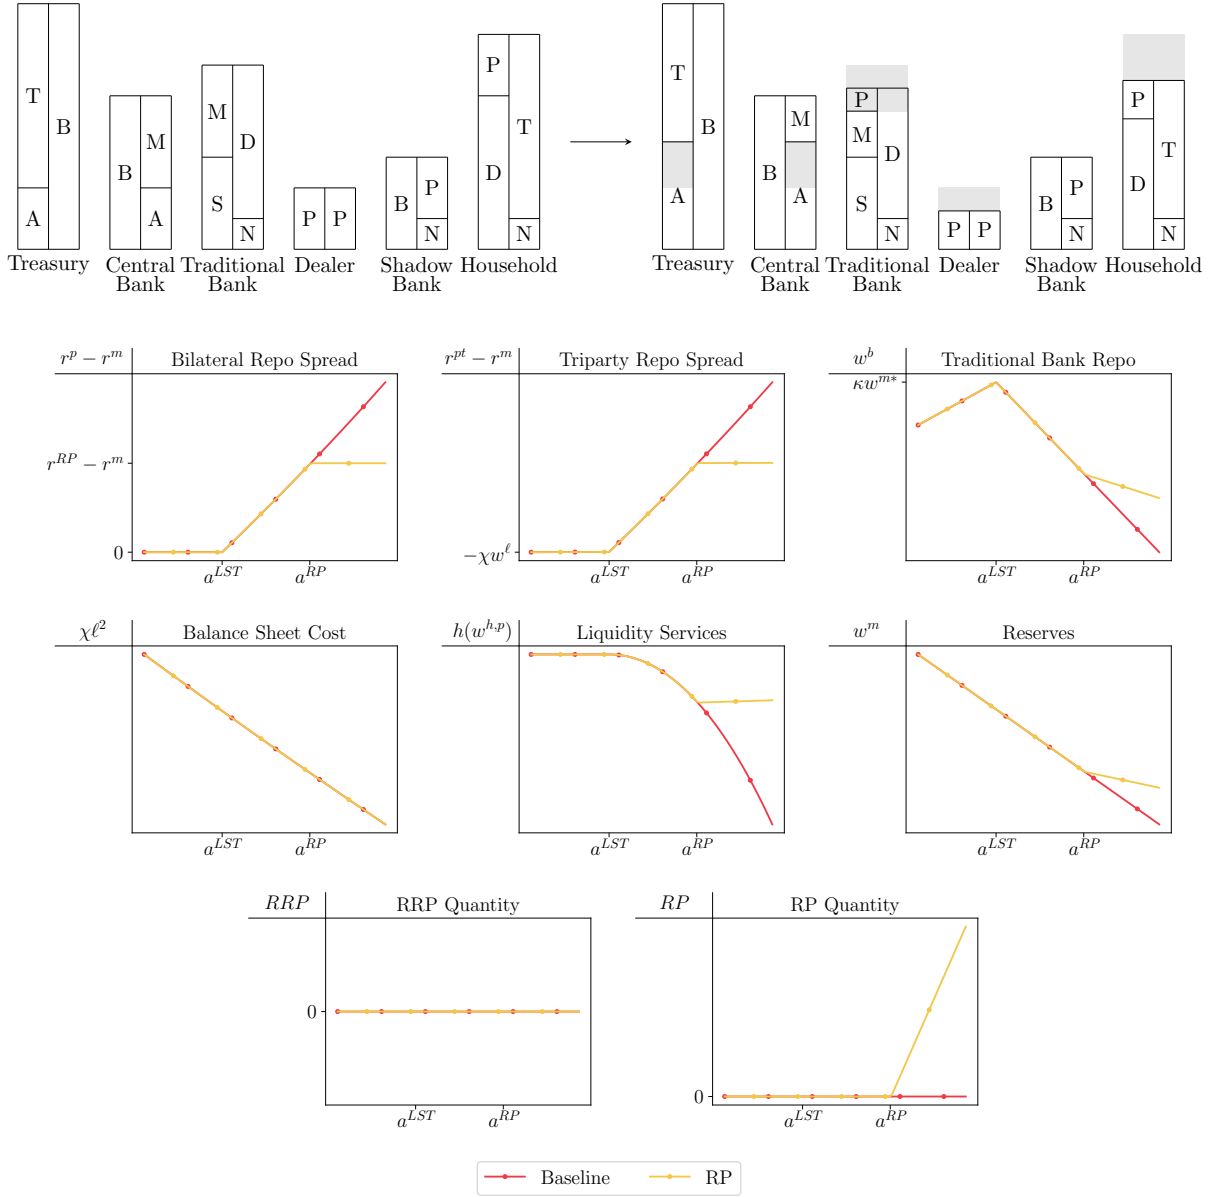 T B A
Treasury
B M A
Central Bank
M D S N
Traditional Bank
P P
Dealer
B P N
Shadow Bank
P T D N
Household
T B A
Treasury
B M A
Central Bank
P M D S N
Traditional Bank
P P
Dealer
B P N
Shadow Bank
P T D N
Household
r^p − r^m
Bilateral Repo Spread
r^{RP} − r^m
0
a^{LST} a^{RP}
r^{pt} − r^m
Triparty Repo Spread
−χw^ℓ
a^{LST} a^{RP}
w^b
Traditional Bank Repo
κw^{m*}
a^{LST} a^{RP}
χℓ^2
Balance Sheet Cost
a^{LST} a^{RP}
h(w^{h,p})
Liquidity Services
a^{LST} a^{RP}
w^m
Reserves
a^{LST} a^{RP}
RRP
RRP Quantity
0
a^{LST} a^{RP}
RP
RP Quantity
0
a^{LST} a^{RP}
Baseline RP